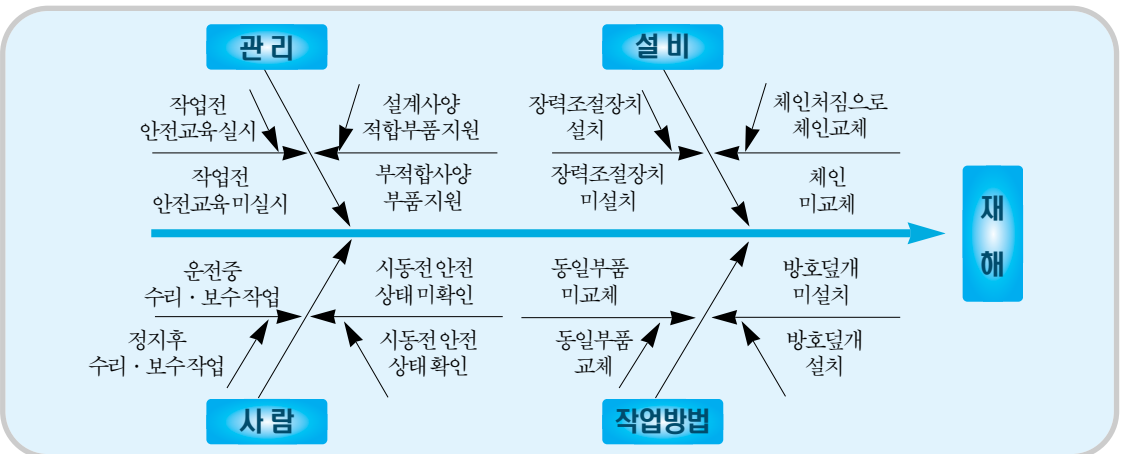 관 리
설 비
작업전
안전교육 실시
설계사양
적합부품 지원
장력조절장치
설치
체인처짐으로
체인교체
작업전
안전교육 미실시
부적합사양
부품 지원
장력조절장치
미설치
체인
미교체
재
해
운전중
수리 · 보수 작업
시동전 안전
상태 미확인
동일부품
미교체
방호덮개
미설치
정지후
수리 · 보수 작업
시동전 안전
상태 확인
동일부품
교체
방호덮개
설치
사 람
작업방법